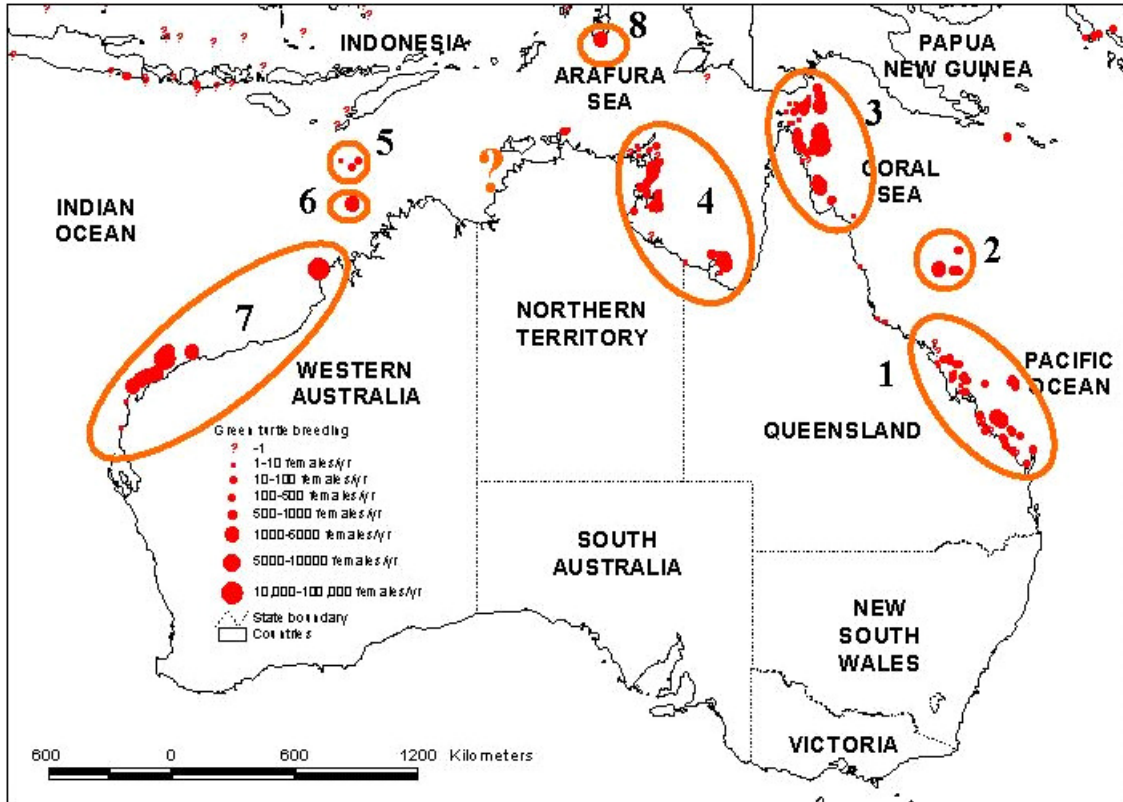 8
INDONESIA
PAPUA
NEW GUINEA
ARAFURA
SEA
3
5
?
CORAL
SEA
6
4
INDIAN
OCEAN
2
7
NORTHERN
TERRITORY
PACIFIC
OCEAN
1
WESTERN
AUSTRALIA
QUEENSLAND
Green turtle breeding
? -1
1-10 females/yr
10-100 females/yr
100-500 females/yr
500-1000 females/yr
1000-5000 females/yr
5000-10000 females/yr
10,000-100,000 females/yr
State boundary
Countries
SOUTH
AUSTRALIA
NEW
SOUTH
WALES
VICTORIA
600 0 600 1200 Kilometers